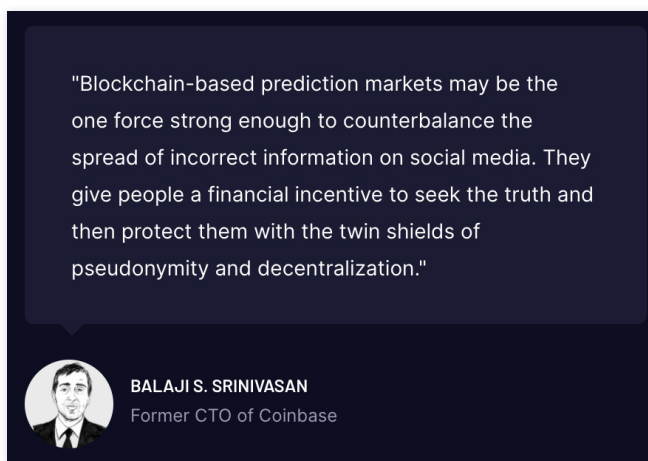 "Blockchain-based prediction markets may be the
one force strong enough to counterbalance the
spread of incorrect information on social media. They
give people a financial incentive to seek the truth and
then protect them with the twin shields of
pseudonymity and decentralization."
BALAJI S. SRINIVASAN
Former CTO of Coinbase